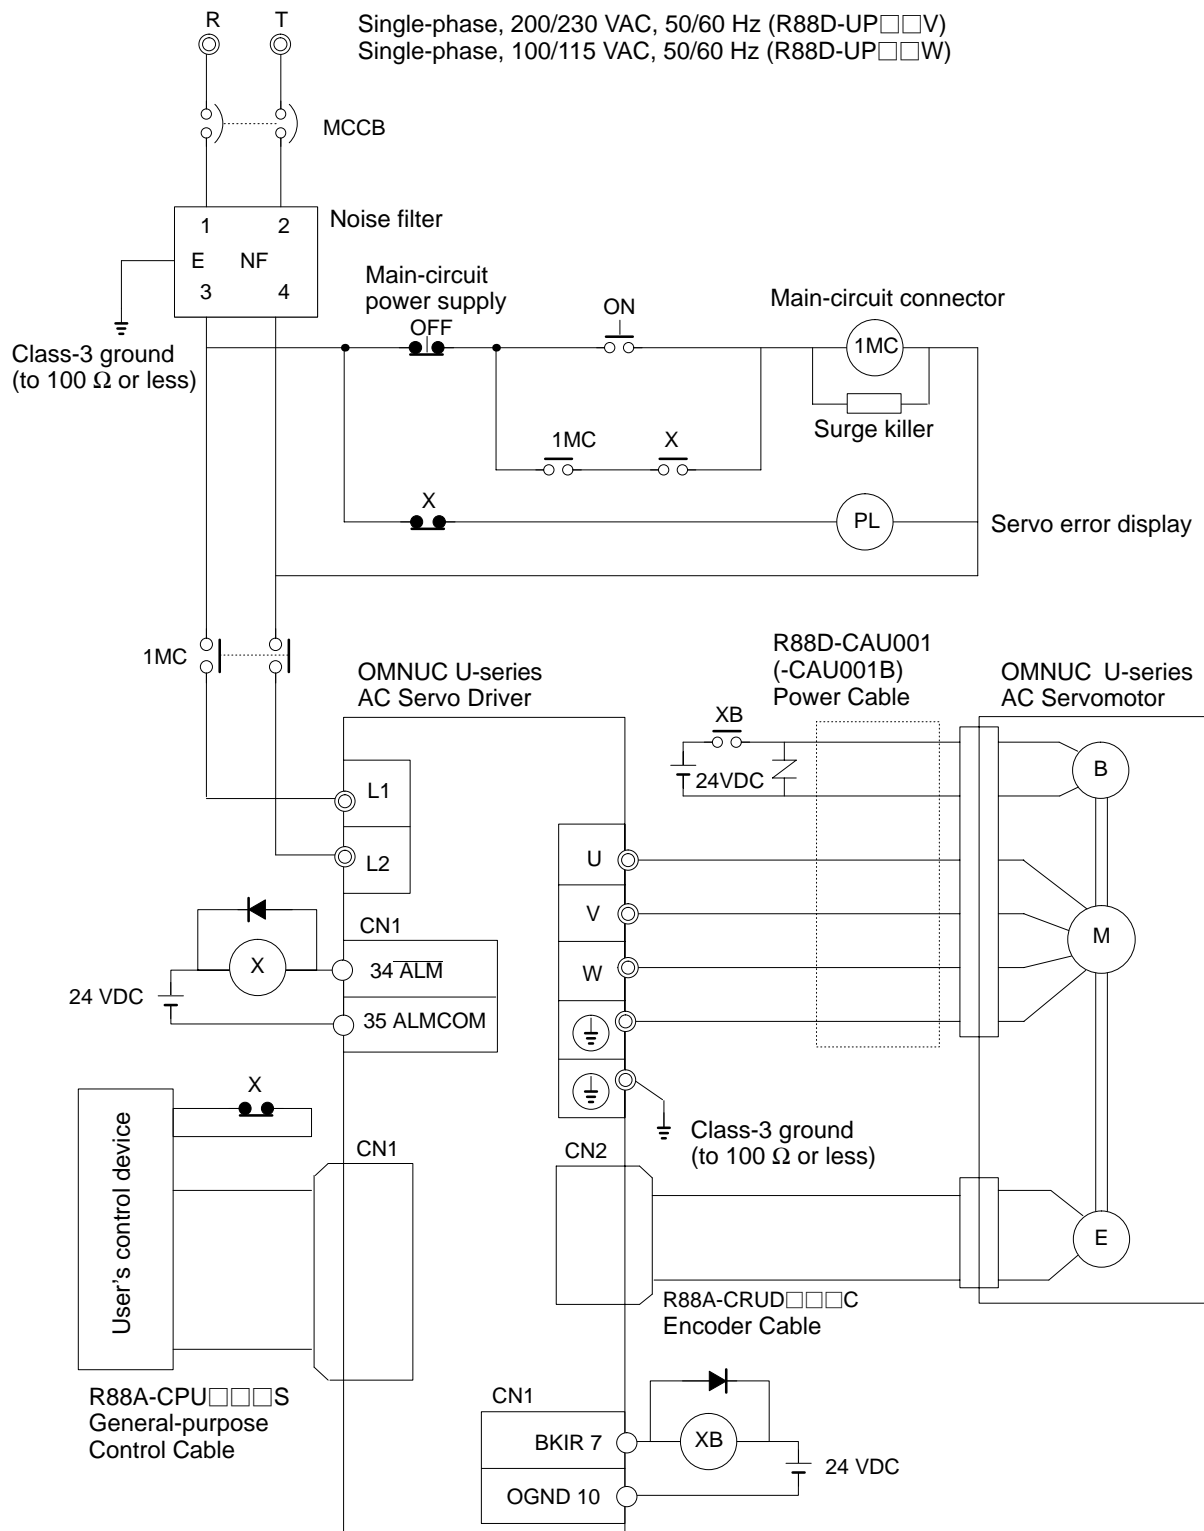 R T
Single-phase, 200/230 VAC, 50/60 Hz (R88D-UP□□V)
Single-phase, 100/115 VAC, 50/60 Hz (R88D-UP□□W)
MCCB
1 2
Noise filter
E NF
3 4
Class-3 ground
(to 100 Ω or less)
Main-circuit
power supply
OFF
ON
Main-circuit connector
1MC
Surge killer
1MC
X
X
PL
Servo error display
1MC
OMNUC U-series
AC Servo Driver
R88D-CAU001
(-CAU001B)
Power Cable
OMNUC U-series
AC Servomotor
XB
24VDC
B
L1
L2
U
V
W
M
CN1
X
34 ALM
24 VDC
35 ALMCOM
X
User's control device
CN1
Class-3 ground
(to 100 Ω or less)
CN2
E
R88A-CRUD□□□C
Encoder Cable
R88A-CPU□□□S
General-purpose
Control Cable
CN1
BKIR 7
XB
24 VDC
OGND 10